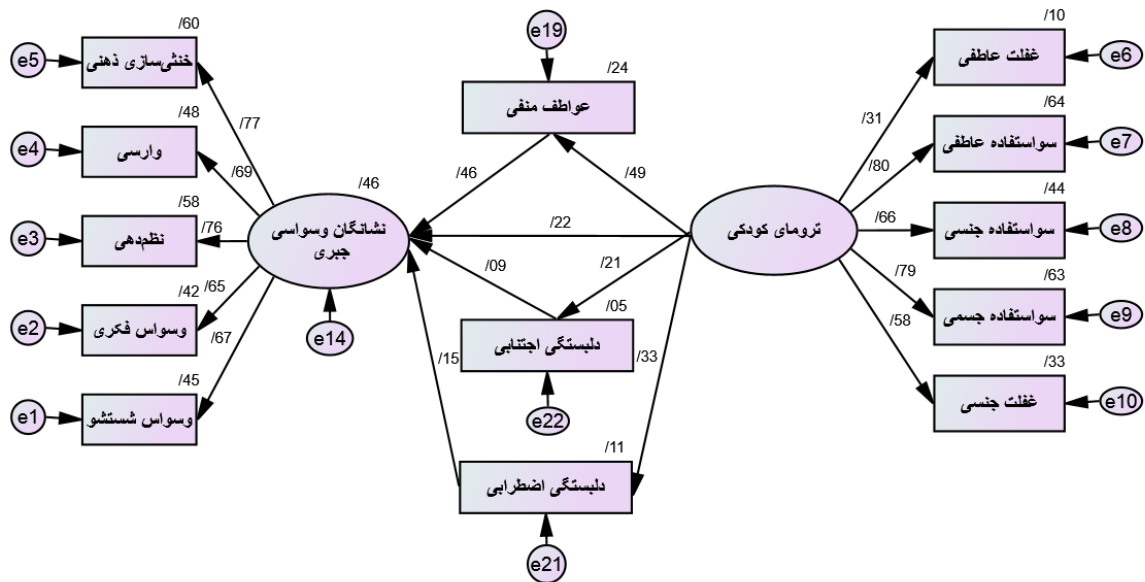 /60
خنثی‌سازی ذهنی
e5
/77
/48
وارسی
e4
/69
/58
نظم‌دهی
e3
/76
/42
وسواس فکری
e2
/65
/45
وسواس شستشو
e1
/67
/46
نشانگان وسواسی
جبری
e14
e19
/24
عواطف منفی
/46
/49
/22
/09
/21
/05
دلبستگی اجتنابی
e22
/15
/33
/11
دلبستگی اضطرابی
e21
ترومای کودکی
/10
غفلت عاطفی
e6
/31
/64
سواستفاده عاطفی
e7
/80
/44
سواستفاده جنسی
e8
/66
/63
سواستفاده جسمی
e9
/79
/33
غفلت جنسی
e10
/58